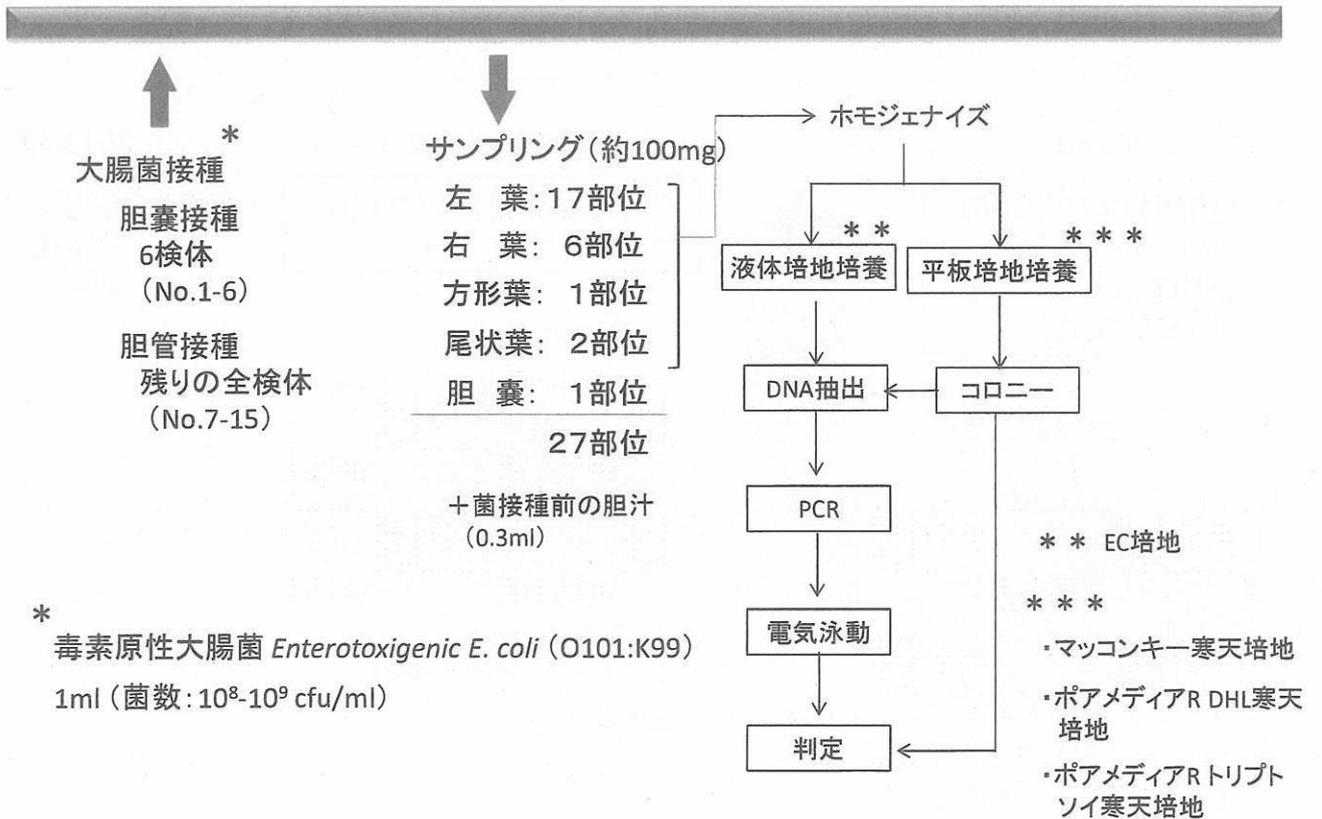 *
大腸菌接種
胆嚢接種
6検体
（No.1-6）
胆管接種
残りの全検体
（No.7-15）
サンプリング（約100mg）
左　葉：17部位
右　葉： 6部位
方形葉： 1部位
尾状葉： 2部位
胆　嚢： 1部位
27部位
＋菌接種前の胆汁
（0.3ml）
ホモジェナイズ
* *
液体培地培養
* * *
平板培地培養
DNA抽出
コロニー
PCR
電気泳動
判定
* * EC培地
* * *
・マッコンキー寒天培地
・ポアメディアR DHL寒天
培地
・ポアメディアR トリプト
ソイ寒天培地
*
毒素原性大腸菌 Enterotoxigenic E. coli（O101:K99）
1ml（菌数：10⁸-10⁹ cfu/ml）